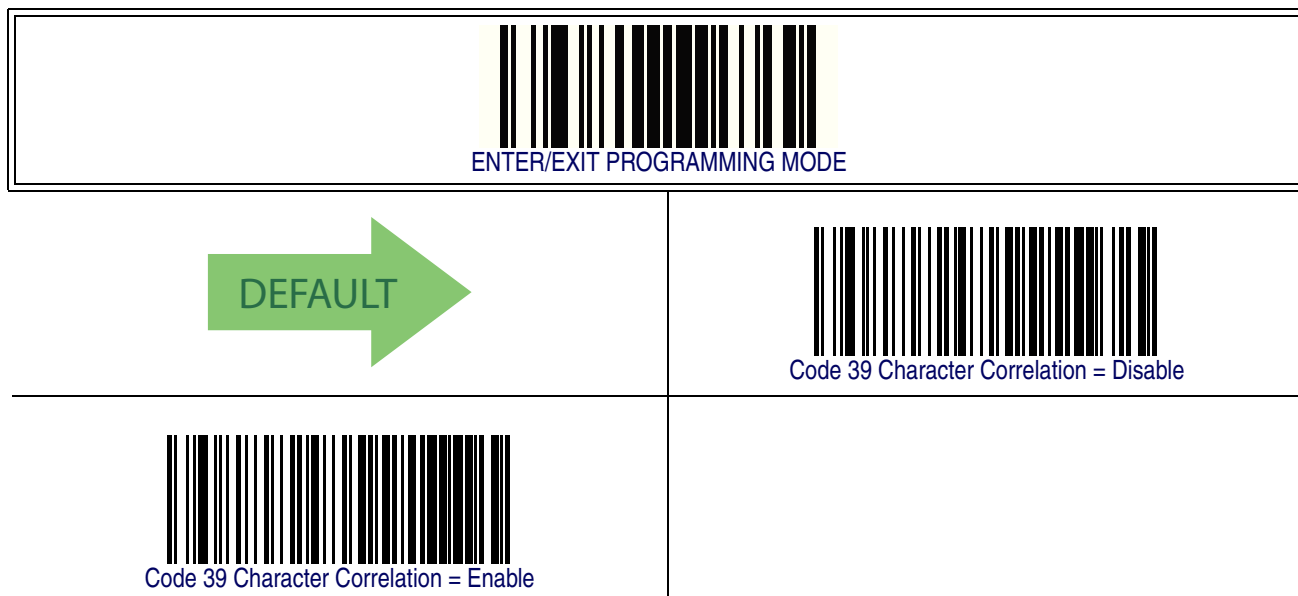 ENTER/EXIT PROGRAMMING MODE
DEFAULT
Code 39 Character Correlation = Disable
Code 39 Character Correlation = Enable